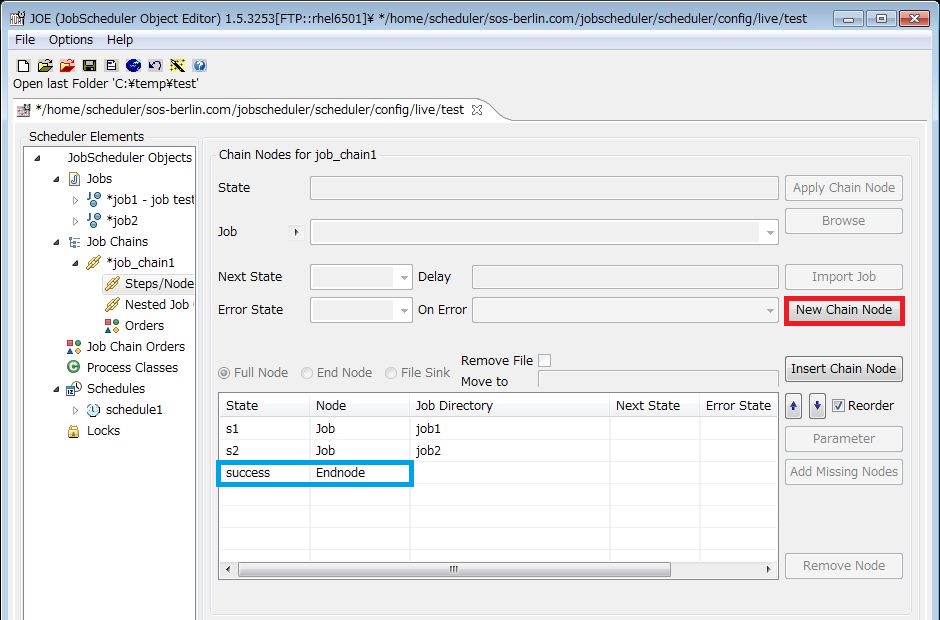 JOE (JobScheduler Object Editor) 1.5.3253[FTP::rhel6501]¥ */home/scheduler/sos-berlin.com/jobscheduler/scheduler/config/live/test
File Options Help
Open last Folder 'C:¥temp¥test'
*/home/scheduler/sos-berlin.com/jobscheduler/scheduler/config/live/test
Scheduler Elements
JobScheduler Objects
Jobs
*job1 - job test
*job2
Job Chains
*job_chain1
Steps/Node
Nested Job
Orders
Job Chain Orders
Process Classes
Schedules
schedule1
Locks
Chain Nodes for job_chain1
State Apply Chain Node
Browse
Job
Next State Delay Import Job
Error State On Error New Chain Node
Remove File
Full Node End Node File Sink Insert Chain Node
Move to
State Node Job Directory Next State Error State Reorder
s1 Job job1
s2 Job job2 Parameter
success Endnode Add Missing Nodes
Remove Node